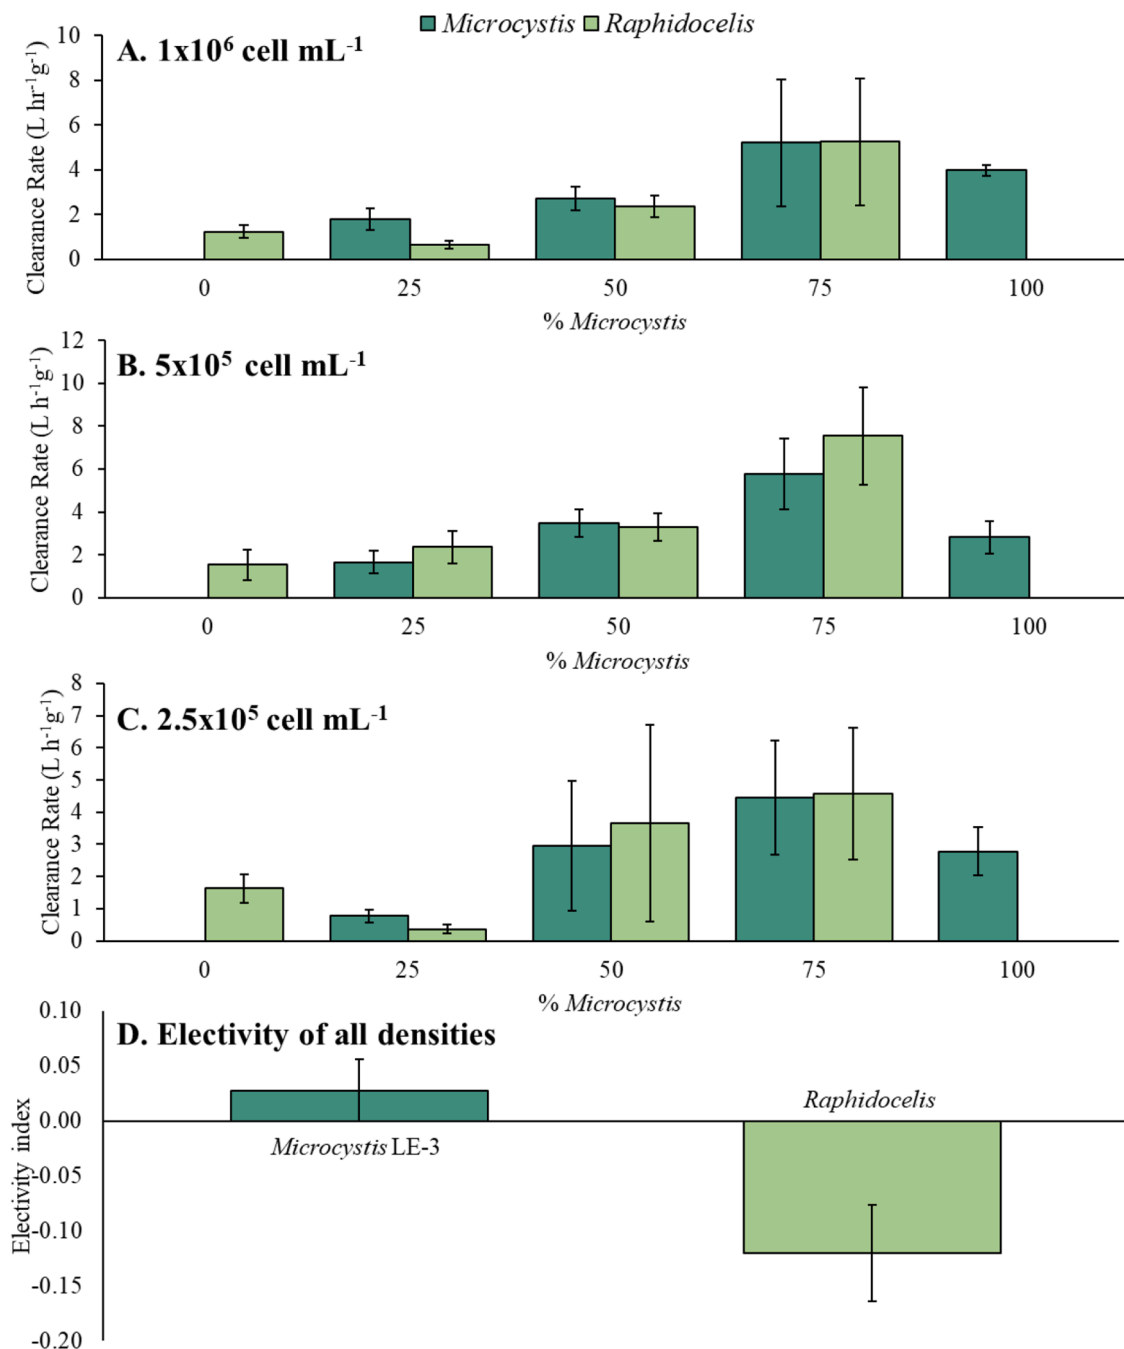 Microcystis Raphidocelis
A. 1x10⁶ cell mL⁻¹
Clearance Rate (L hr⁻¹g⁻¹)
10
8
6
4
2
0
0 25 50 75 100
% Microcystis
B. 5x10⁵ cell mL⁻¹
Clearance Rate (L h⁻¹g⁻¹)
12
10
8
6
4
2
0
0 25 50 75 100
% Microcystis
C. 2.5x10⁵ cell mL⁻¹
Clearance Rate (L h⁻¹g⁻¹)
8
7
6
5
4
3
2
1
0
0 25 50 75 100
% Microcystis
D. Electivity of all densities
Electivity index
0.10
0.05
0.00
-0.05
-0.10
-0.15
-0.20
Raphidocelis
Microcystis LE-3